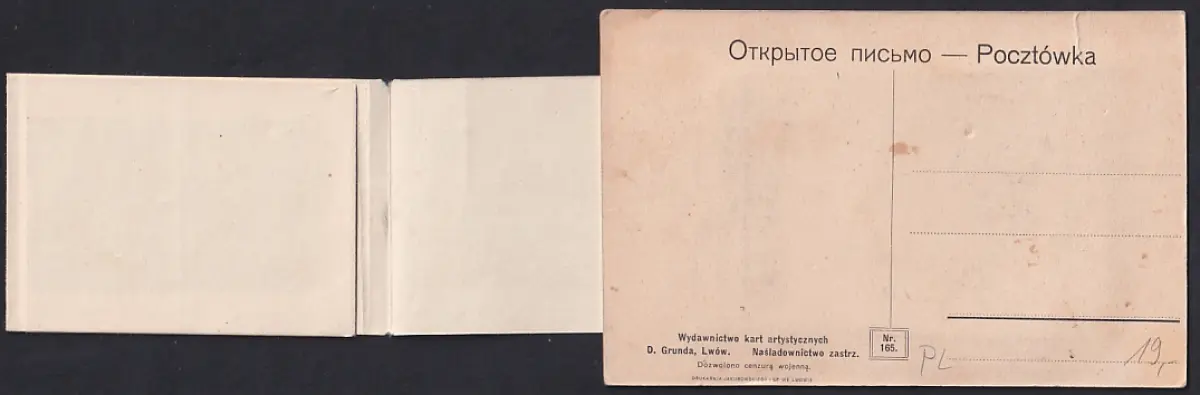 Открытое письмо — Pocztówka
Wydawnictwo kart artystycznych
D. Grunda, Lwów. Naśladownictwo zastrz.
Dozwolono cenzurą wojenną.
Nr.
165.
PL
19,-